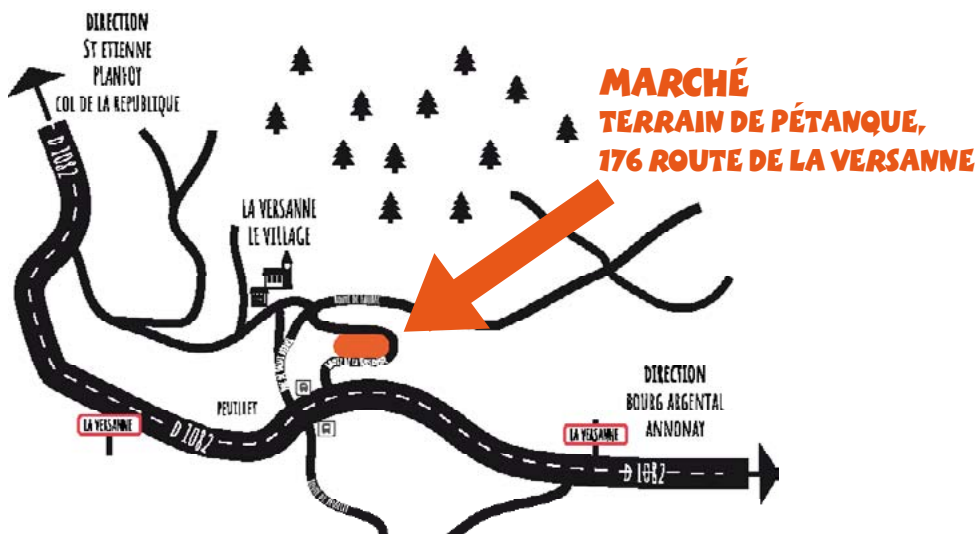 DIRECTION
ST ETIENNE
PLANFOY
COL DE LA REPUBLIQUE
MARCHÉ
TERRAIN DE PÉTANQUE,
176 ROUTE DE LA VERSANNE
D 1082
LA VERSANNE
LE VILLAGE
PEUILLET
LA VERSANNE
D 1082
DIRECTION
BOURG ARGENTAL
ANNONAY
LA VERSANNE
D 1082